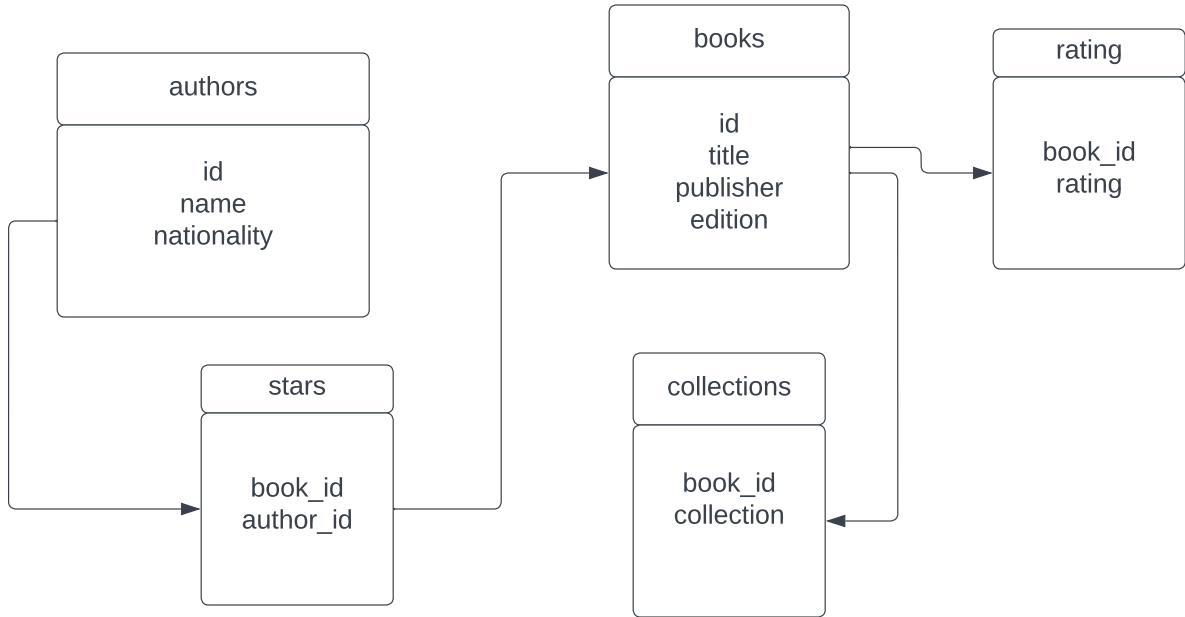 authors
id
name
nationality
stars
book_id
author_id
books
id
title
publisher
edition
collections
book_id
collection
rating
book_id
rating